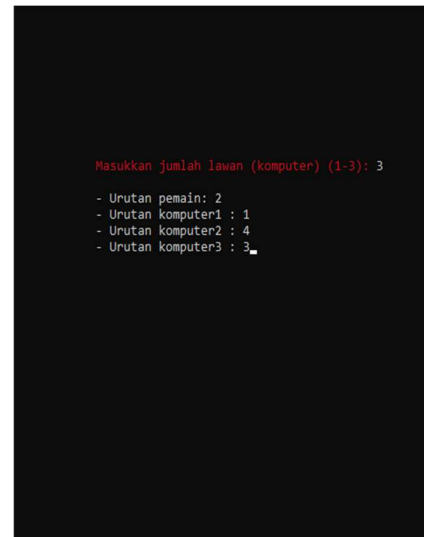 Masukkan jumlah lawan (komputer) (1-3): 3
- Urutan pemain: 2
- Urutan komputer1 : 1
- Urutan komputer2 : 4
- Urutan komputer3 : 3